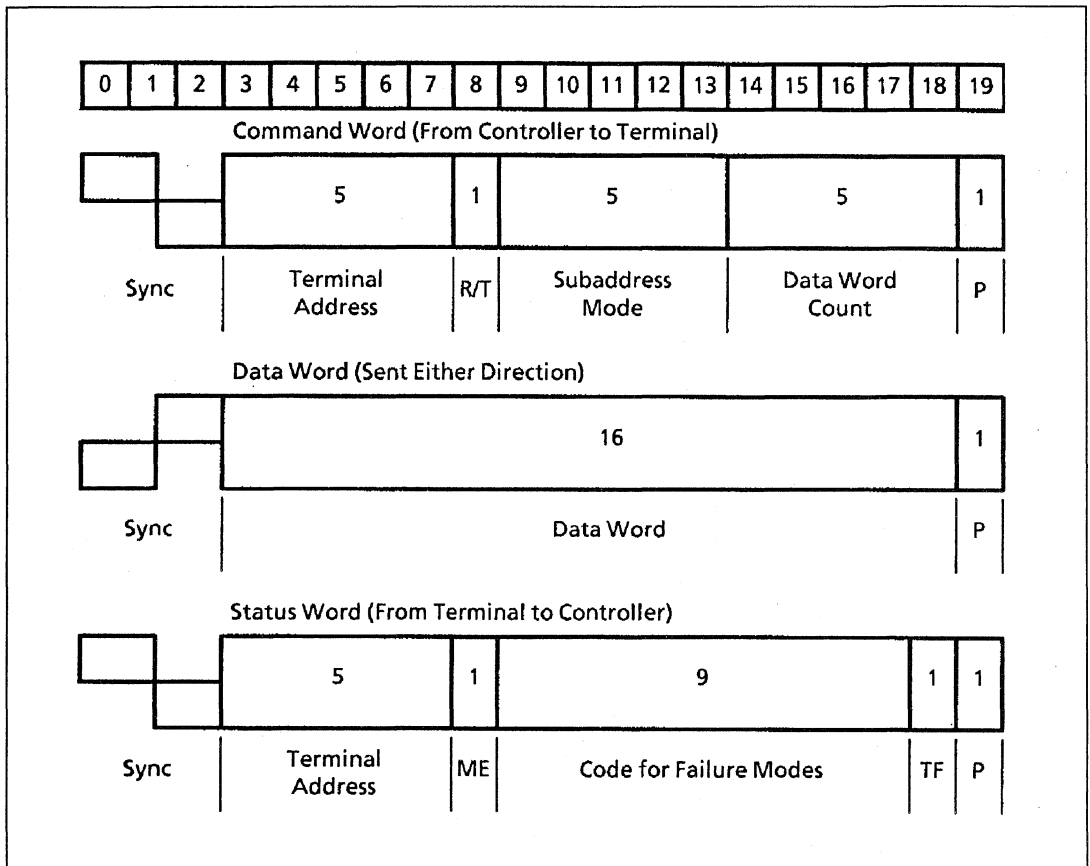 0 1 2 3 4 5 6 7 8 9 10 11 12 13 14 15 16 17 18 19
Command Word (From Controller to Terminal)
5 1 5 5 1
Sync Terminal Address R/T Subaddress Mode Data Word Count P
Data Word (Sent Either Direction)
16 1
Sync Data Word P
Status Word (From Terminal to Controller)
5 1 9 1 1
Sync Terminal Address ME Code for Failure Modes TF P